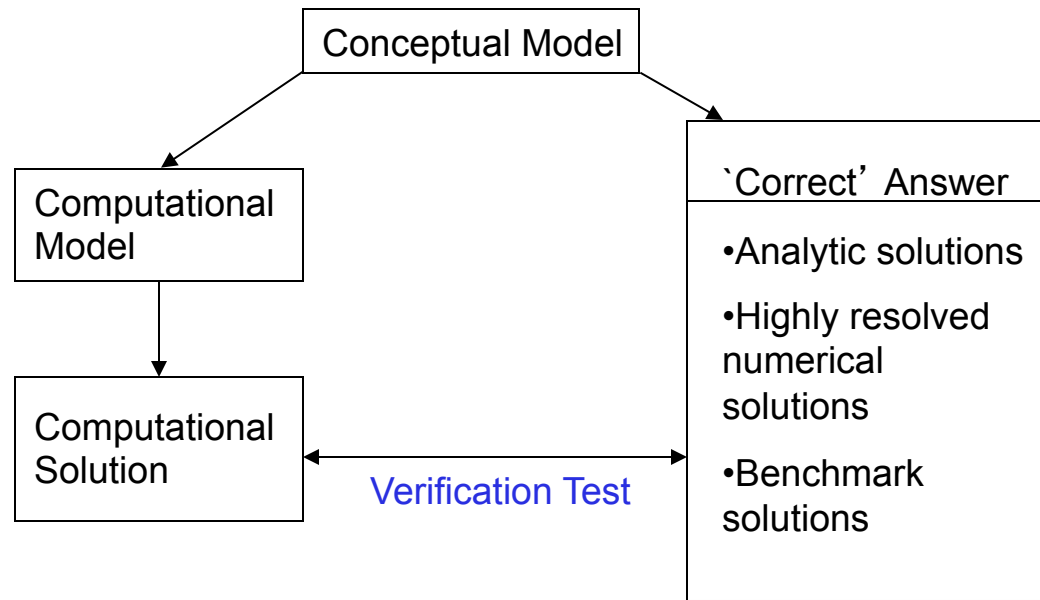 Conceptual Model
Computational
Model
Computational
Solution
Verification Test
`Correct’ Answer
•Analytic solutions
•Highly resolved
numerical
solutions
•Benchmark
solutions